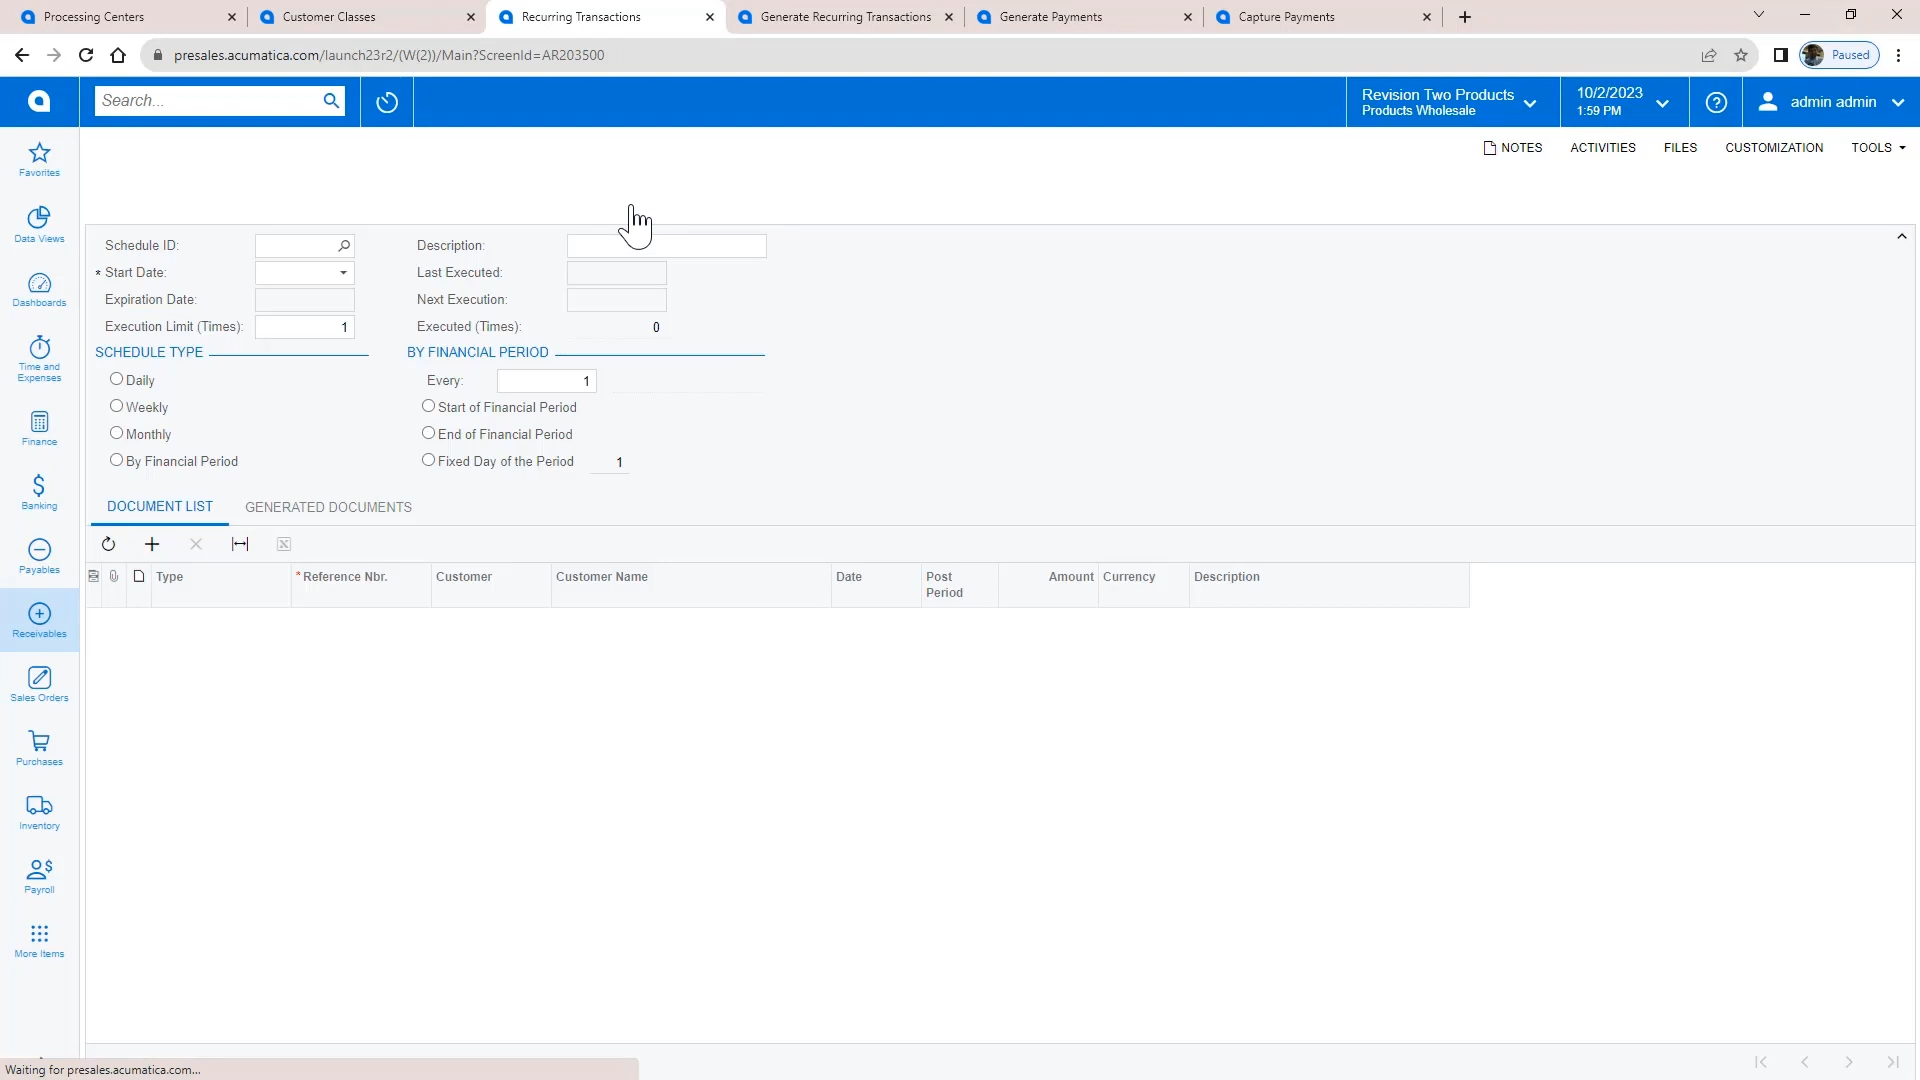 Processing Centers
Customer Classes
Recurring Transactions
Generate Recurring Transactions
Generate Payments
Capture Payments
presales.acumatica.com/launch23r2/(W(2))/Main?ScreenId=AR203500
Paused
Search...
Revision Two Products
Products Wholesale
10/2/2023
1:59 PM
admin admin
NOTES
ACTIVITIES
FILES
CUSTOMIZATION
TOOLS
Favorites
Data Views
Dashboards
Time and
Expenses
Finance
Banking
Payables
Receivables
Sales Orders
Purchases
Inventory
Payroll
More Items
Schedule ID:
Description:
* Start Date:
Last Executed:
Expiration Date:
Next Execution:
Execution Limit (Times): 1
Executed (Times): 0
SCHEDULE TYPE
BY FINANCIAL PERIOD
Daily
Every: 1
Weekly
Start of Financial Period
Monthly
End of Financial Period
By Financial Period
Fixed Day of the Period 1
DOCUMENT LIST
GENERATED DOCUMENTS
Type
* Reference Nbr.
Customer
Customer Name
Date
Post
Period
Amount
Currency
Description
Waiting for presales.acumatica.com...